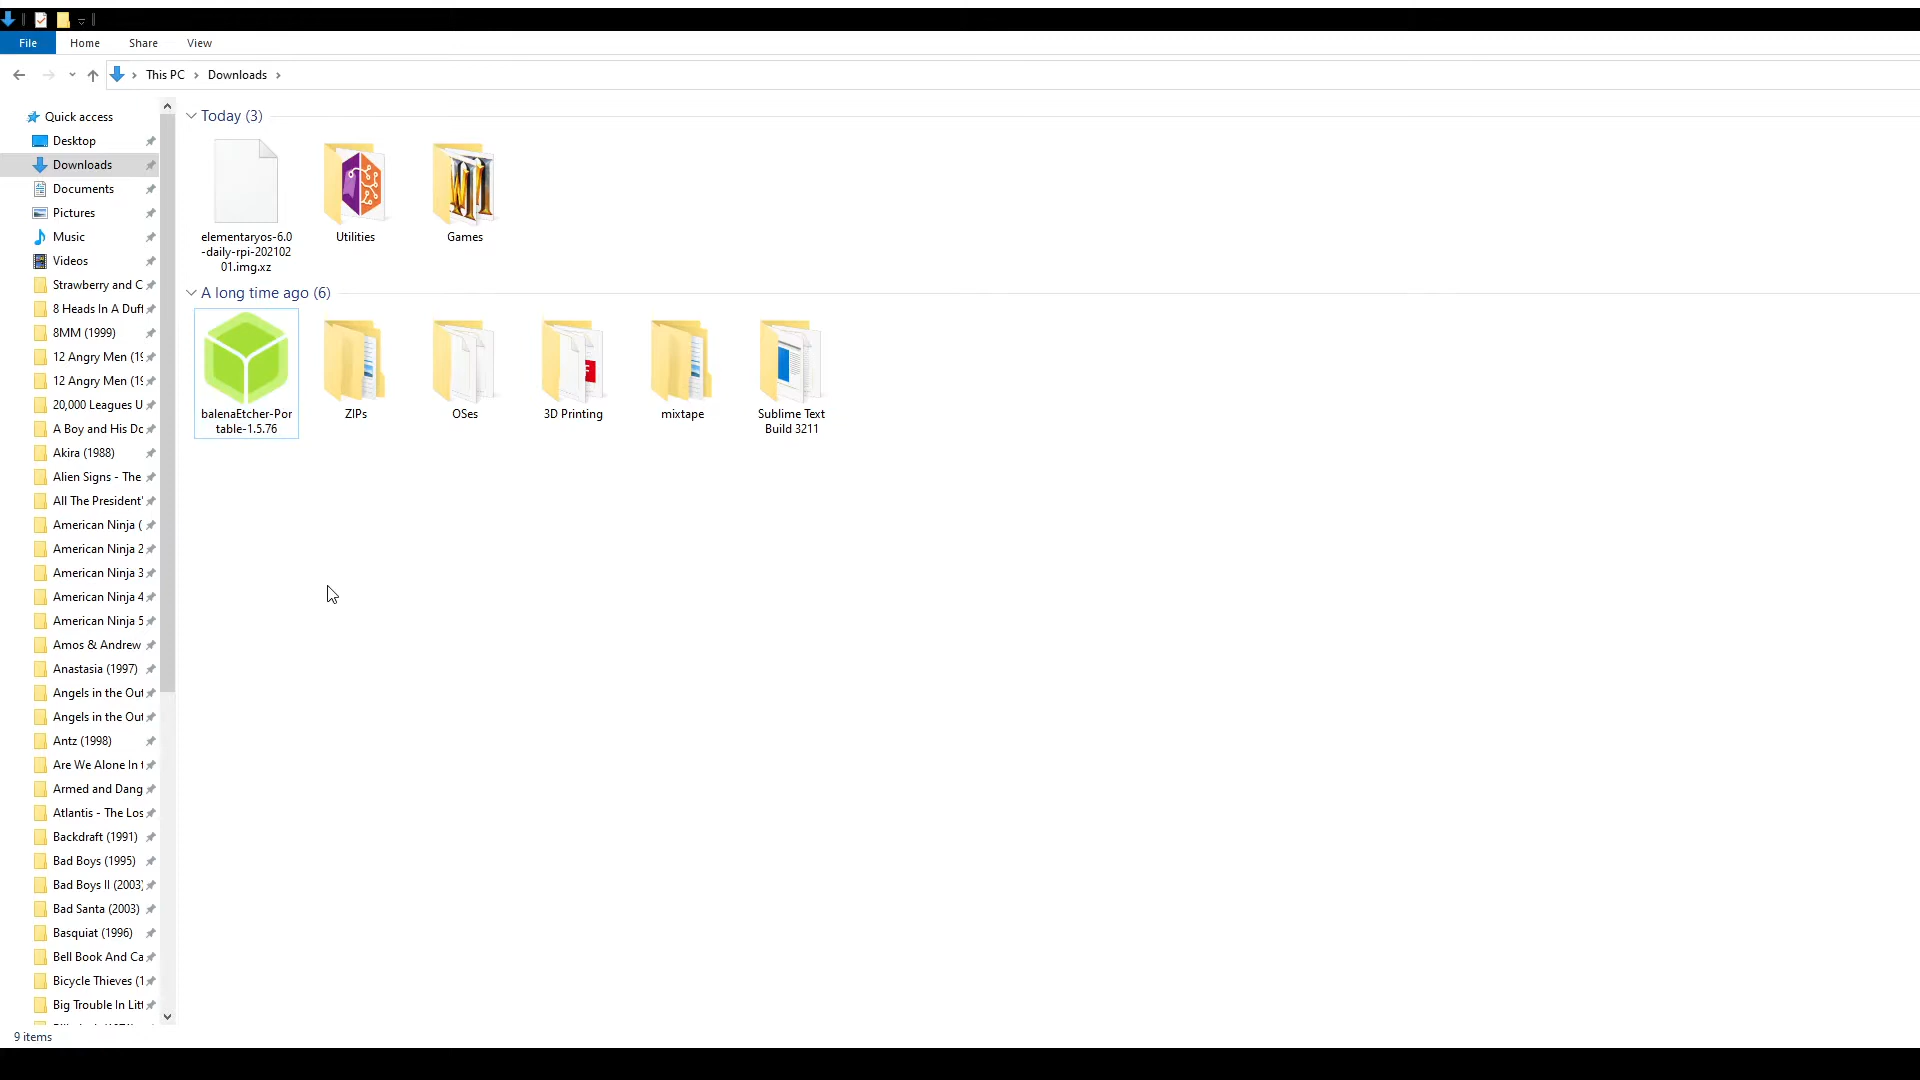 File Home Share View
This PC Downloads
Quick access
Desktop
Downloads
Documents
Pictures
Music
Videos
Strawberry and C
8 Heads In A Duff
8MM (1999)
12 Angry Men (19
12 Angry Men (19
20,000 Leagues U
A Boy and His Do
Akira (1988)
Alien Signs - The
All The President'
American Ninja (
American Ninja 2
American Ninja 3
American Ninja 4
American Ninja 5
Amos & Andrew
Anastasia (1997)
Angels in the Out
Angels in the Out
Antz (1998)
Are We Alone In t
Armed and Dang
Atlantis - The Los
Backdraft (1991)
Bad Boys (1995)
Bad Boys II (2003)
Bad Santa (2003)
Basquiat (1996)
Bell Book And Ca
Bicycle Thieves (1
Big Trouble In Litt
Today (3)
elementaryos-6.0
-daily-rpi-202102
01.img.xz
Utilities
Games
A long time ago (6)
balenaEtcher-Por
table-1.5.76
ZIPs
OSes
3D Printing
mixtape
Sublime Text
Build 3211
9 items